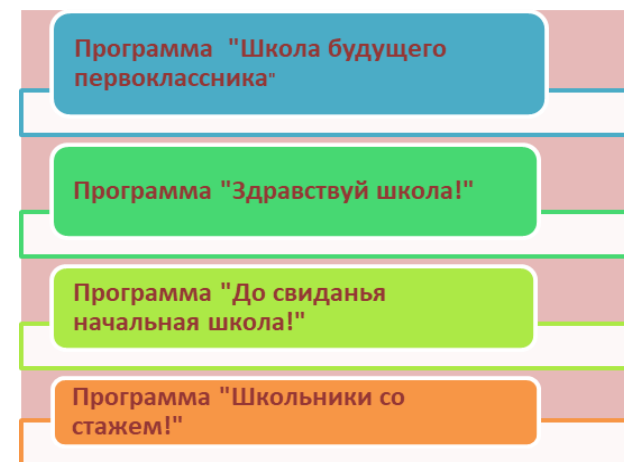 Программа "Школа будущего
первоклассника"
Программа "Здравствуй школа!"
Программа "До свиданья
начальная школа!"
Программа "Школьники со
стажем!"